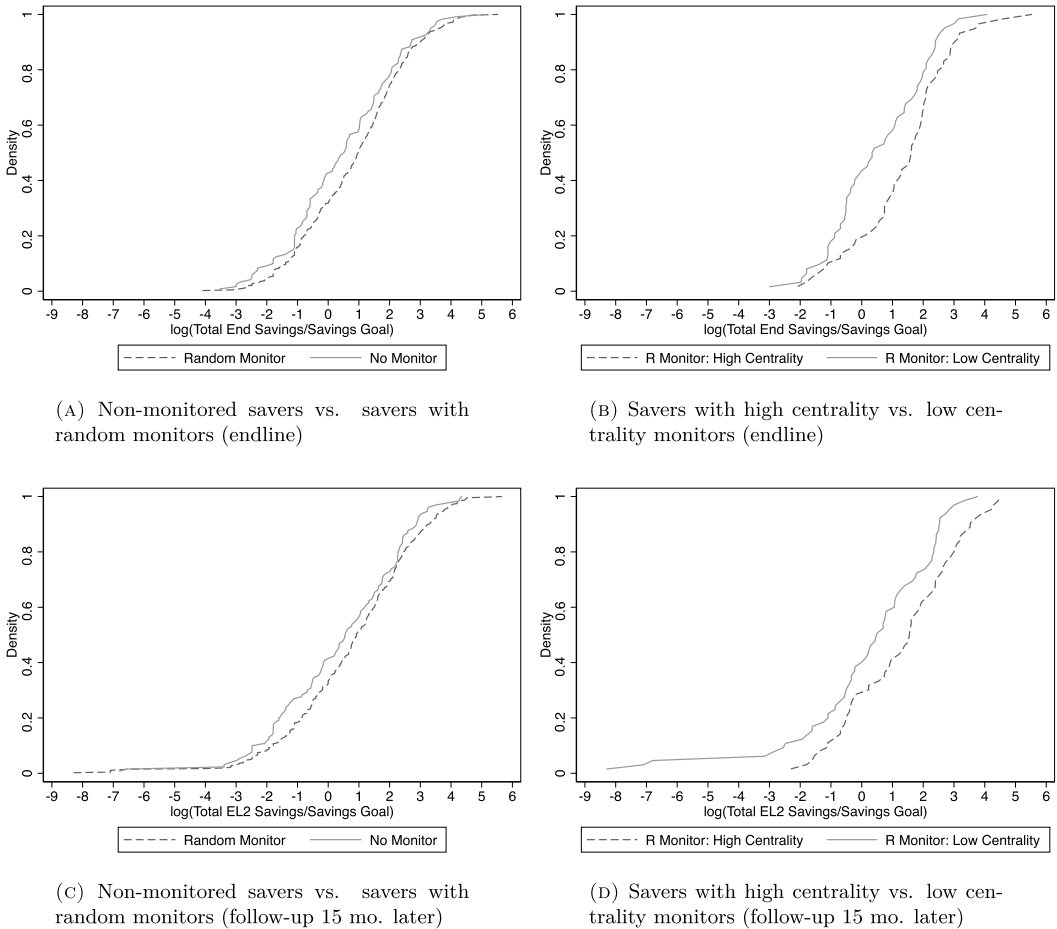 Density
1
0.8
0.6
0.4
0.2
0
-9 -8 -7 -6 -5 -4 -3 -2 -1 0 1 2 3 4 5 6
log(Total End Savings/Savings Goal)
Random Monitor No Monitor
(A) Non-monitored savers vs. savers with
random monitors (endline)
Density
1
0.8
0.6
0.4
0.2
0
-9 -8 -7 -6 -5 -4 -3 -2 -1 0 1 2 3 4 5 6
log(Total End Savings/Savings Goal)
R Monitor: High Centrality R Monitor: Low Centrality
(B) Savers with high centrality vs. low cen-
trality monitors (endline)
Density
1
0.8
0.6
0.4
0.2
0
-9 -8 -7 -6 -5 -4 -3 -2 -1 0 1 2 3 4 5 6
log(Total EL2 Savings/Savings Goal)
Random Monitor No Monitor
(C) Non-monitored savers vs. savers with
random monitors (follow-up 15 mo. later)
Density
1
0.8
0.6
0.4
0.2
0
-9 -8 -7 -6 -5 -4 -3 -2 -1 0 1 2 3 4 5 6
log(Total EL2 Savings/Savings Goal)
R Monitor: High Centrality R Monitor: Low Centrality
(D) Savers with high centrality vs. low cen-
trality monitors (follow-up 15 mo. later)